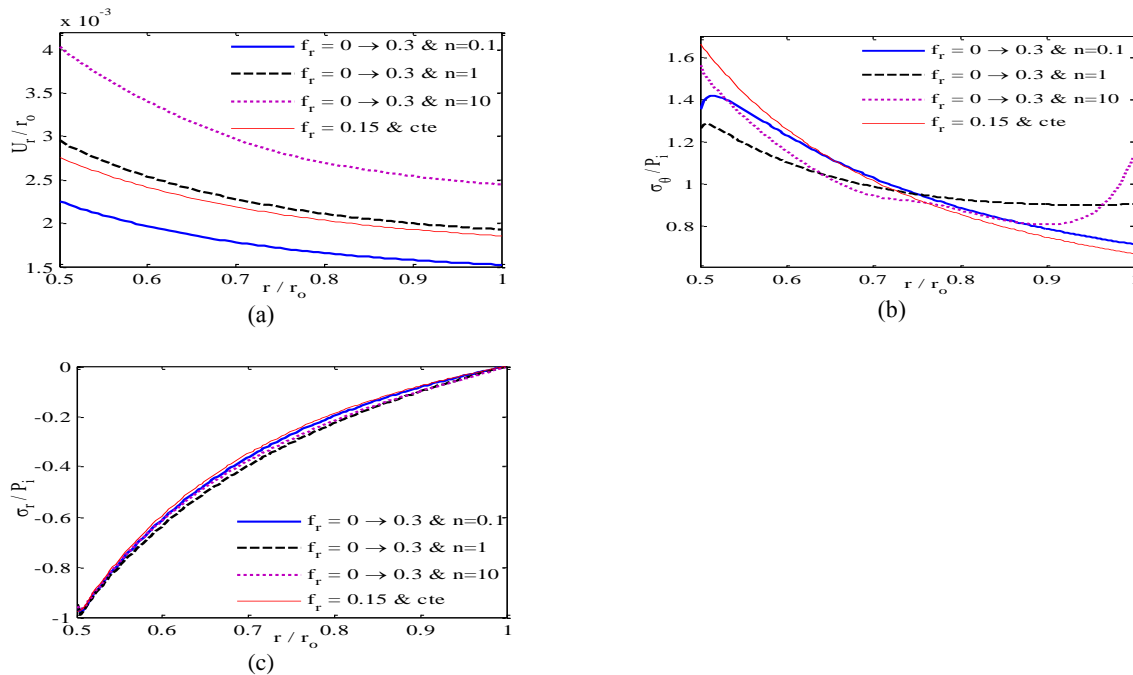 x 10⁻³
4
3.5
3
2.5
2
1.5
U_r / r_o
f_r = 0 → 0.3 & n=0.1
f_r = 0 → 0.3 & n=1
f_r = 0 → 0.3 & n=10
f_r = 0.15 & cte
0.5 0.6 0.7 0.8 0.9 1
r / r_o
(a)
1.6
1.4
1.2
1
0.8
σ_θ / P_i
f_r = 0 → 0.3 & n=0.1
f_r = 0 → 0.3 & n=1
f_r = 0 → 0.3 & n=10
f_r = 0.15 & cte
0.5 0.6 0.7 0.8 0.9 1
r / r_o
(b)
0
-0.2
-0.4
-0.6
-0.8
-1
σ_r / P_i
f_r = 0 → 0.3 & n=0.1
f_r = 0 → 0.3 & n=1
f_r = 0 → 0.3 & n=10
f_r = 0.15 & cte
0.5 0.6 0.7 0.8 0.9 1
r / r_o
(c)